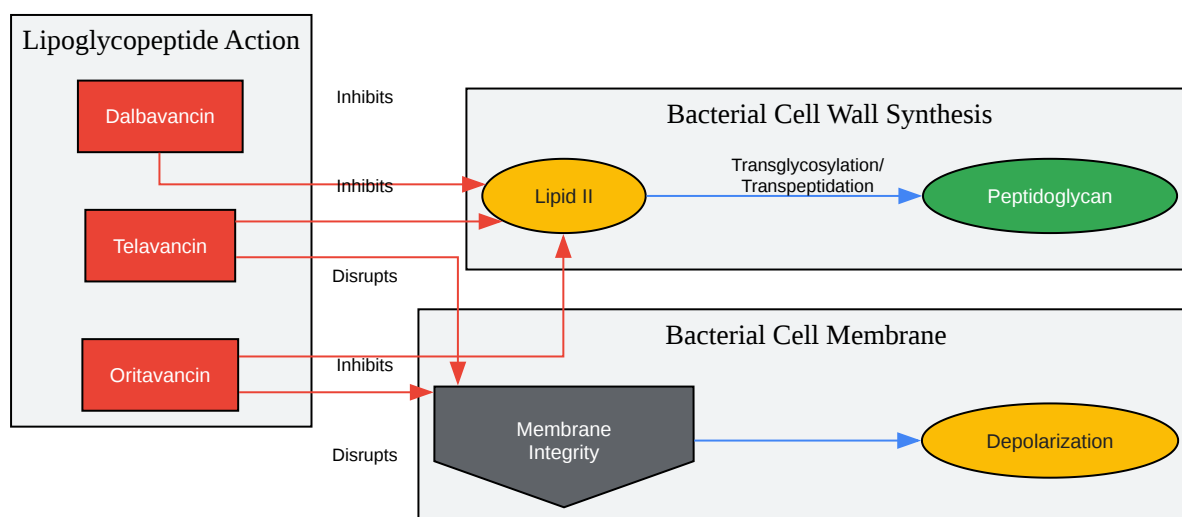 Lipoglycopeptide Action
Dalbavancin
Telavancin
Oritavancin
Inhibits
Inhibits
Disrupts
Inhibits
Disrupts
Bacterial Cell Wall Synthesis
Lipid II
Transglycosylation/
Transpeptidation
Peptidoglycan
Bacterial Cell Membrane
Membrane
Integrity
Depolarization